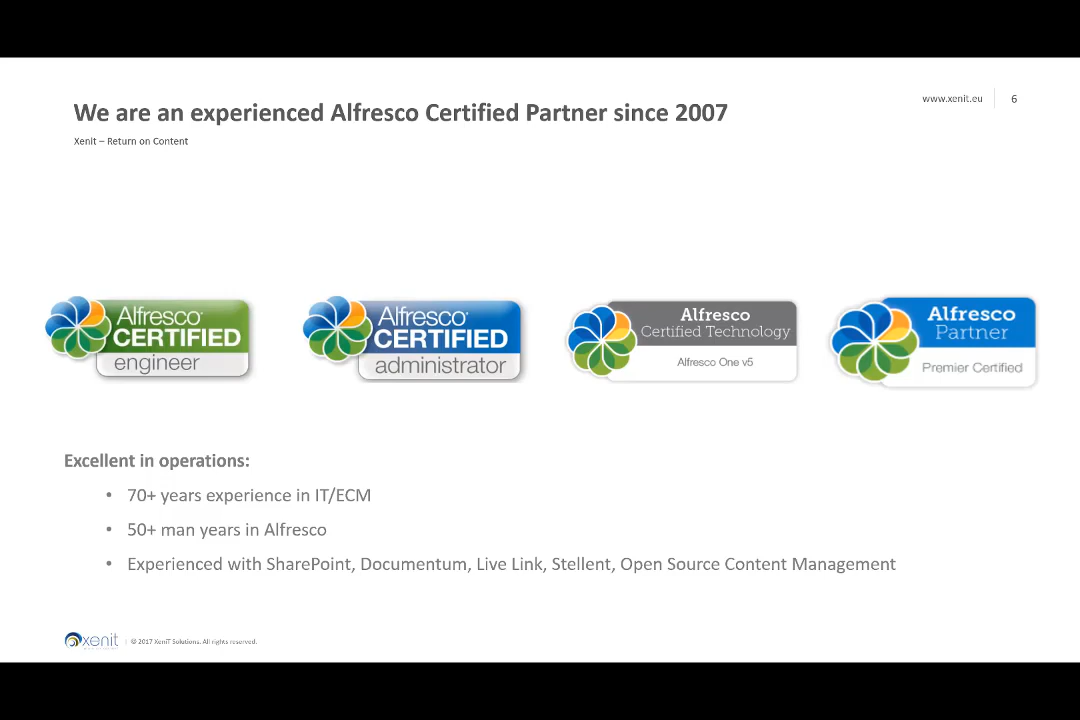 We are an experienced Alfresco Certified Partner since 2007
www.xenit.eu
6
Xenit – Return on Content
Alfresco
CERTIFIED
engineer
Alfresco
CERTIFIED
administrator
Alfresco
Certified Technology
Alfresco One v5
Alfresco
Partner
Premier Certified
Excellent in operations:
• 70+ years experience in IT/ECM
• 50+ man years in Alfresco
• Experienced with SharePoint, Documentum, Live Link, Stellent, Open Source Content Management
xenit
© 2017 XeniT Solutions. All rights reserved.